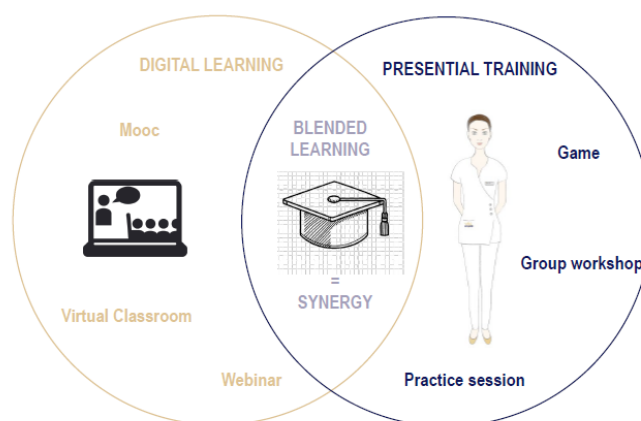 DIGITAL LEARNING
Mooc
Virtual Classroom
Webinar
BLENDED
LEARNING
=
SYNERGY
PRESENTIAL TRAINING
Game
Group workshop
Practice session